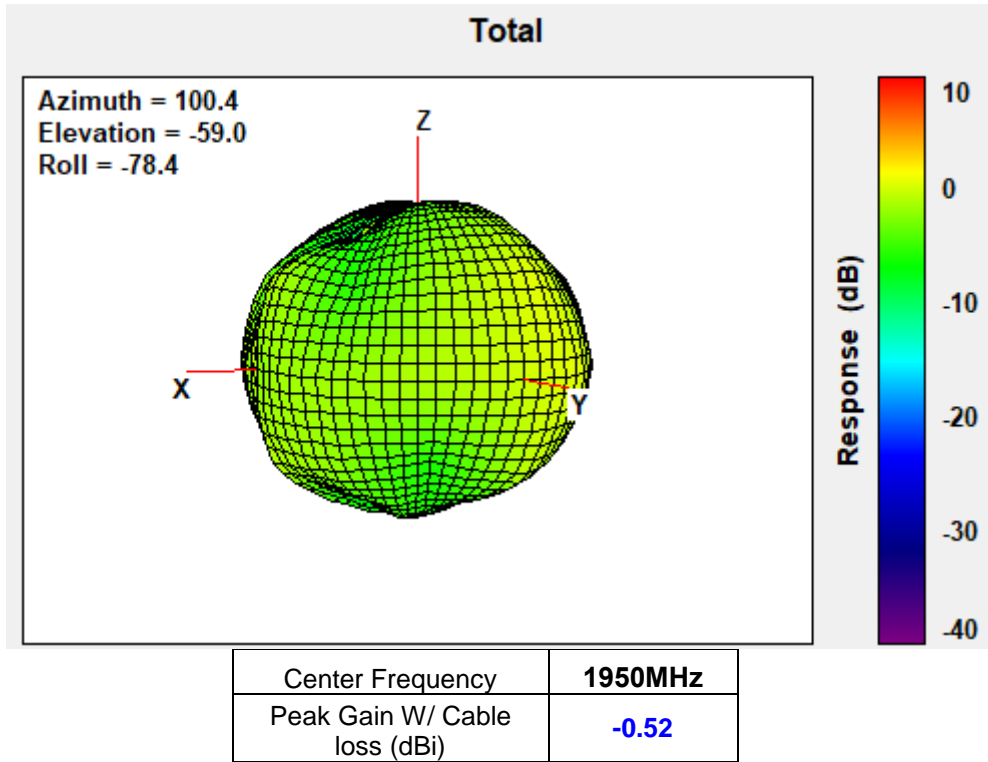 Total
Azimuth = 100.4
Elevation = -59.0
Roll = -78.4
Z
X
Y
Response (dB)
10
0
-10
-20
-30
-40
Center Frequency 1950MHz
Peak Gain W/ Cable
loss (dBi) -0.52